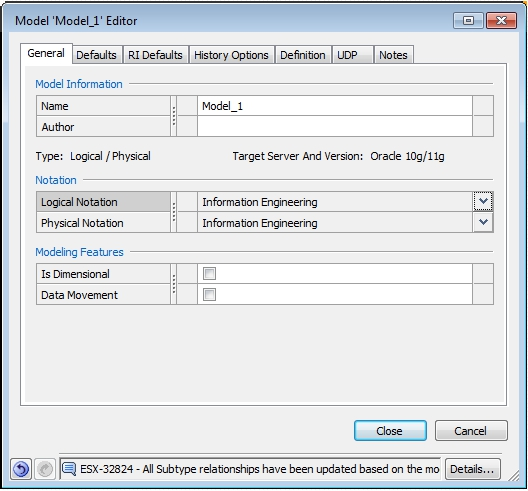 Model 'Model_1' Editor
General Defaults RI Defaults History Options Definition UDP Notes
Model Information
Name Model_1
Author
Type: Logical / Physical Target Server And Version: Oracle 10g/11g
Notation
Logical Notation Information Engineering
Physical Notation Information Engineering
Modeling Features
Is Dimensional
Data Movement
Close Cancel
ESX-32824 - All Subtype relationships have been updated based on the mo Details...